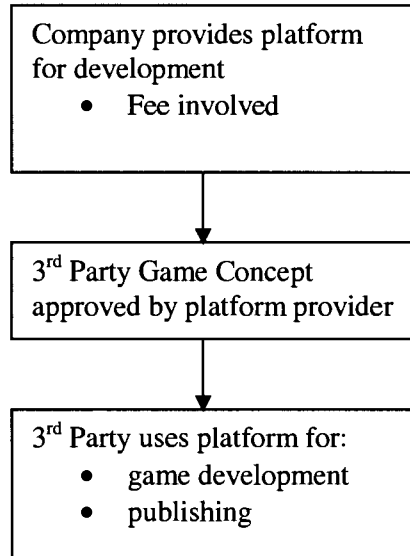 Company provides platform
for development
• Fee involved
3rd Party Game Concept
approved by platform provider
3rd Party uses platform for:
• game development
• publishing